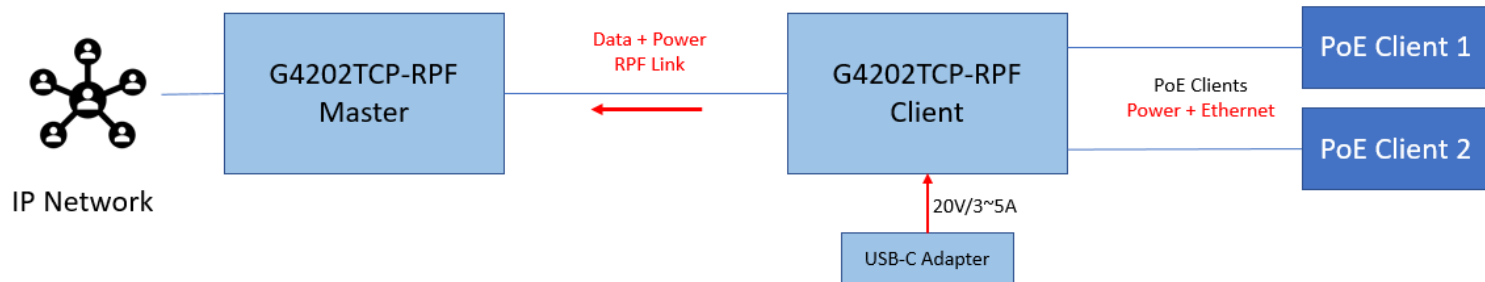 IP Network
G4202TCP-RPF
Master
Data + Power
RPF Link
G4202TCP-RPF
Client
20V/3~5A
USB-C Adapter
PoE Clients
Power + Ethernet
PoE Client 1
PoE Client 2